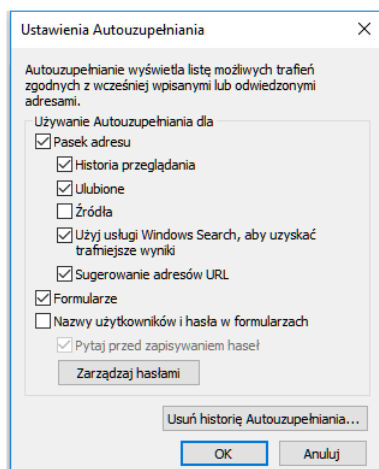 Ustawienia Autouzupełniania
Autouzupełnianie wyświetla listę możliwych trafień
zgodnych z wcześniej wpisanymi lub odwiedzonymi
adresami.
Używanie Autouzupełniania dla
Pasek adresu
Historia przeglądania
Ulubione
Źródła
Użyj usługi Windows Search, aby uzyskać
trafniejsze wyniki
Sugerowanie adresów URL
Formularze
Nazwy użytkowników i hasła w formularzach
Pytaj przed zapisywaniem haseł
Zarządzaj hasłami
Usuń historię Autouzupełniania...
OK Anuluj